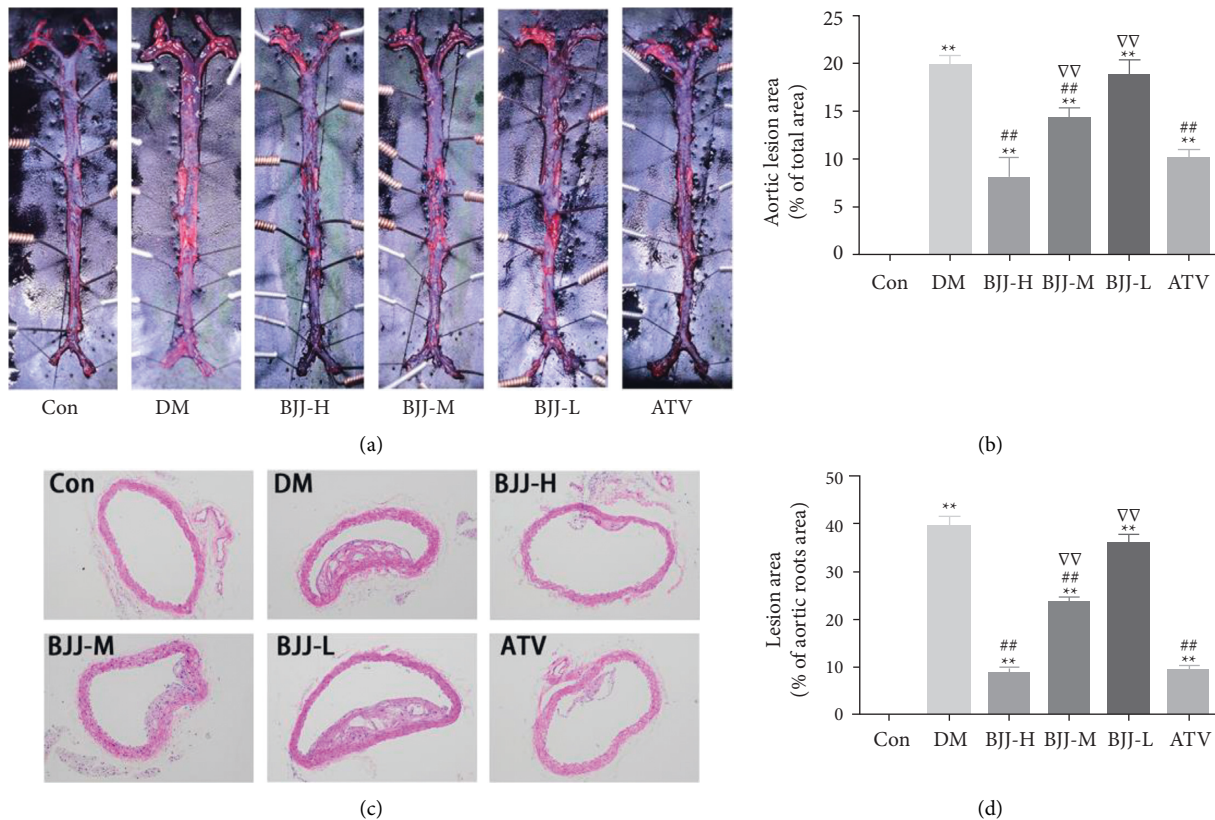 Con DM BJJ-H BJJ-M BJJ-L ATV
(a)
Aortic lesion area
(% of total area)
25
20
15
10
5
0
**
##
**
∇∇
##
**
∇∇
**
##
**
Con DM BJJ-H BJJ-M BJJ-L ATV
(b)
Con DM BJJ-H
BJJ-M BJJ-L ATV
(c)
Lesion area
(% of aortic roots area)
50
40
30
20
10
0
**
##
**
∇∇
##
**
∇∇
**
##
**
Con DM BJJ-H BJJ-M BJJ-L ATV
(d)